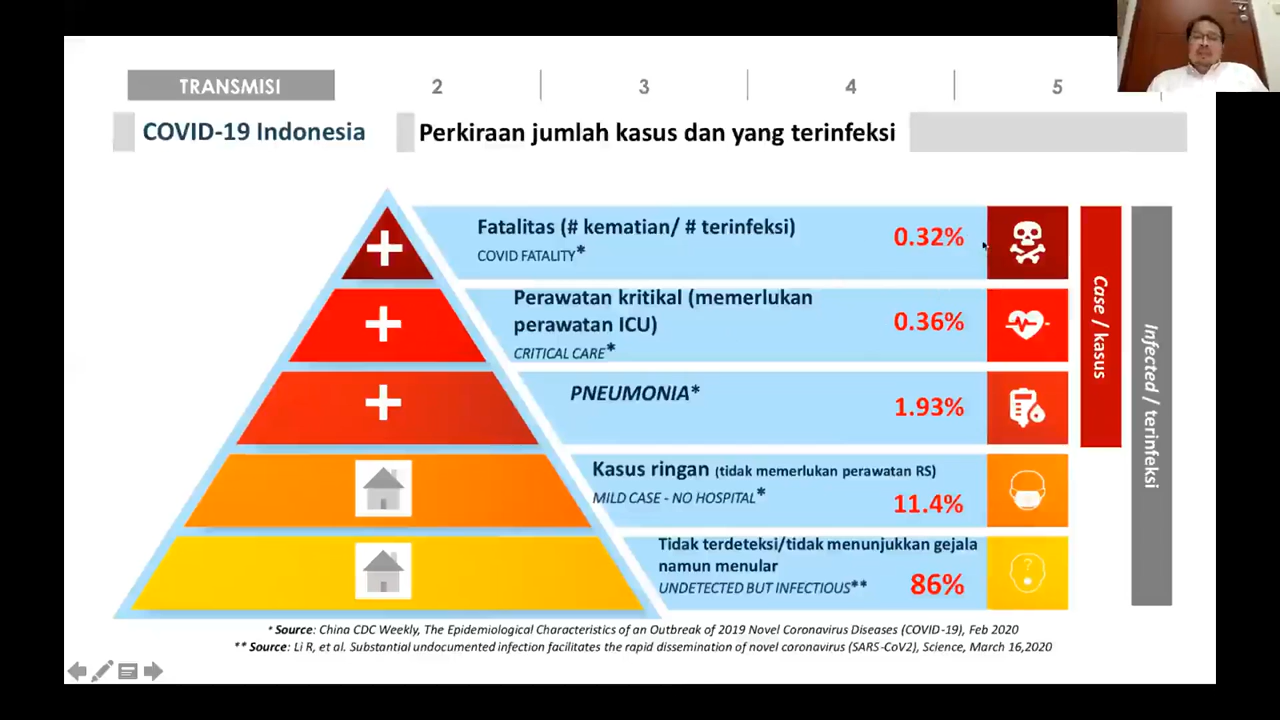 TRANSMISI 2 3 4 5
COVID-19 Indonesia Perkiraan jumlah kasus dan yang terinfeksi
Fatalitas (# kematian/ # terinfeksi)
COVID FATALITY*
0.32%
Perawatan kritikal (memerlukan
perawatan ICU)
CRITICAL CARE*
0.36%
PNEUMONIA*
1.93%
Kasus ringan (tidak memerlukan perawatan RS)
MILD CASE - NO HOSPITAL*
11.4%
Tidak terdeteksi/tidak menunjukkan gejala
namun menular
UNDETECTED BUT INFECTIOUS**
86%
?
Case / kasus
Infected / terinfeksi
* Source: China CDC Weekly, The Epidemiological Characteristics of an Outbreak of 2019 Novel Coronavirus Diseases (COVID-19), Feb 2020
** Source: Li R, et al. Substantial undocumented infection facilitates the rapid dissemination of novel coronavirus (SARS-CoV2), Science, March 16,2020